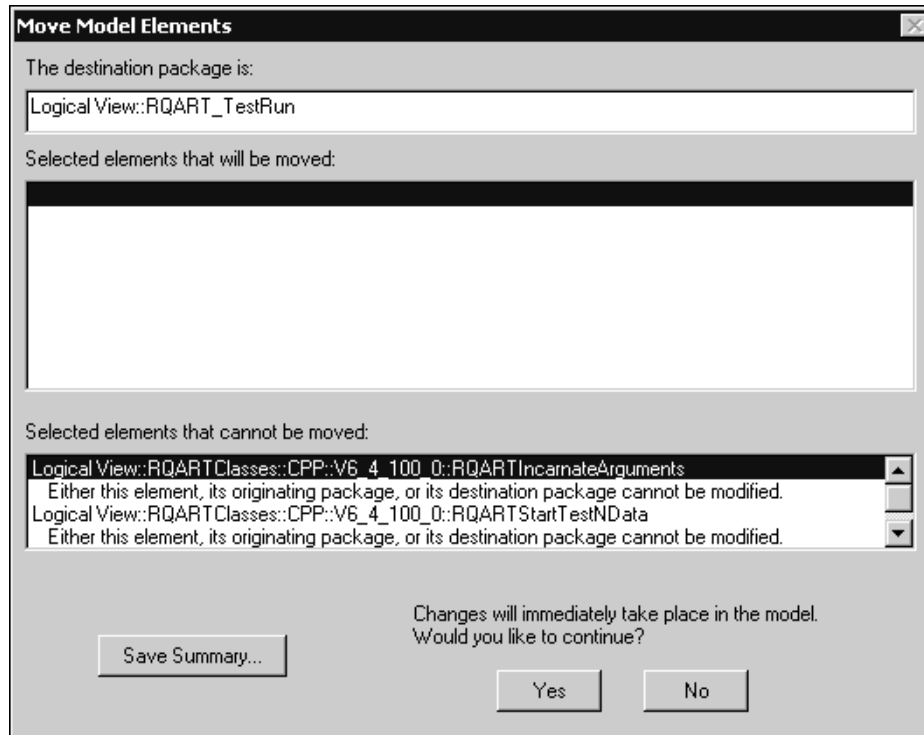 Move Model Elements
The destination package is:
Logical View::RQART_TestRun
Selected elements that will be moved:
Selected elements that cannot be moved:
Logical View::RQARTClasses::CPP::V6_4_100_0::RQARTIncarnateArguments
Either this element, its originating package, or its destination package cannot be modified.
Logical View::RQARTClasses::CPP::V6_4_100_0::RQARTStartTestNData
Either this element, its originating package, or its destination package cannot be modified.
Changes will immediately take place in the model.
Would you like to continue?
Save Summary...
Yes
No